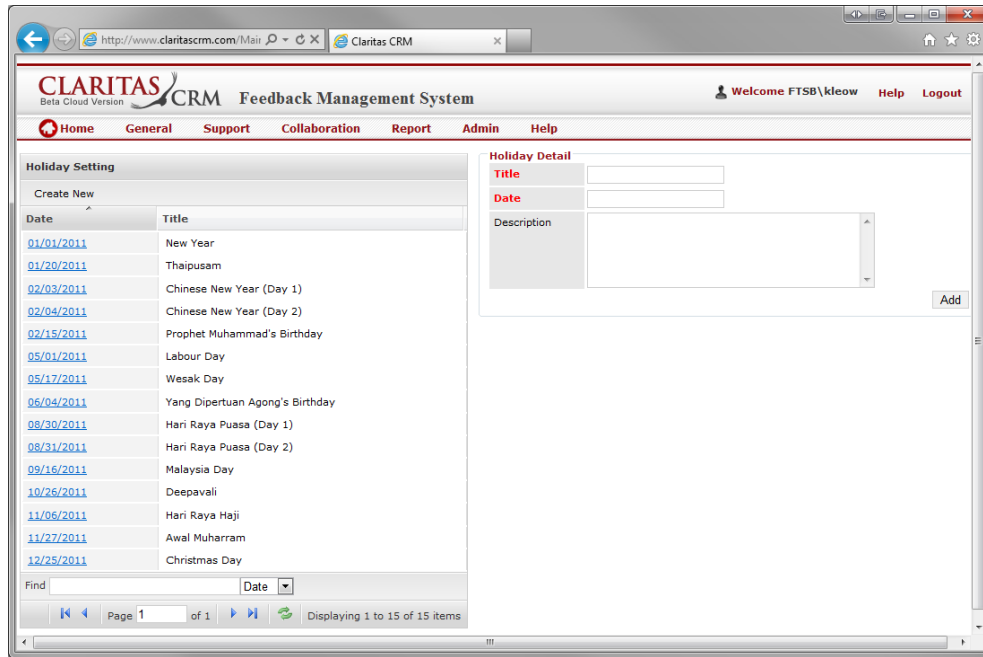 http://www.claritascrm.com/Mair
Claritas CRM
CLARITAS CRM
Beta Cloud Version
Feedback Management System
Welcome FTSB\kleow Help Logout
Home General Support Collaboration Report Admin Help
Holiday Setting
Create New
Date Title
01/01/2011 New Year
01/20/2011 Thaipusam
02/03/2011 Chinese New Year (Day 1)
02/04/2011 Chinese New Year (Day 2)
02/15/2011 Prophet Muhammad's Birthday
05/01/2011 Labour Day
05/17/2011 Wesak Day
06/04/2011 Yang Dipertuan Agong's Birthday
08/30/2011 Hari Raya Puasa (Day 1)
08/31/2011 Hari Raya Puasa (Day 2)
09/16/2011 Malaysia Day
10/26/2011 Deepavali
11/06/2011 Hari Raya Haji
11/27/2011 Awal Muharram
12/25/2011 Christmas Day
Find Date
Page 1 of 1 Displaying 1 to 15 of 15 items
Holiday Detail
Title
Date
Description
Add